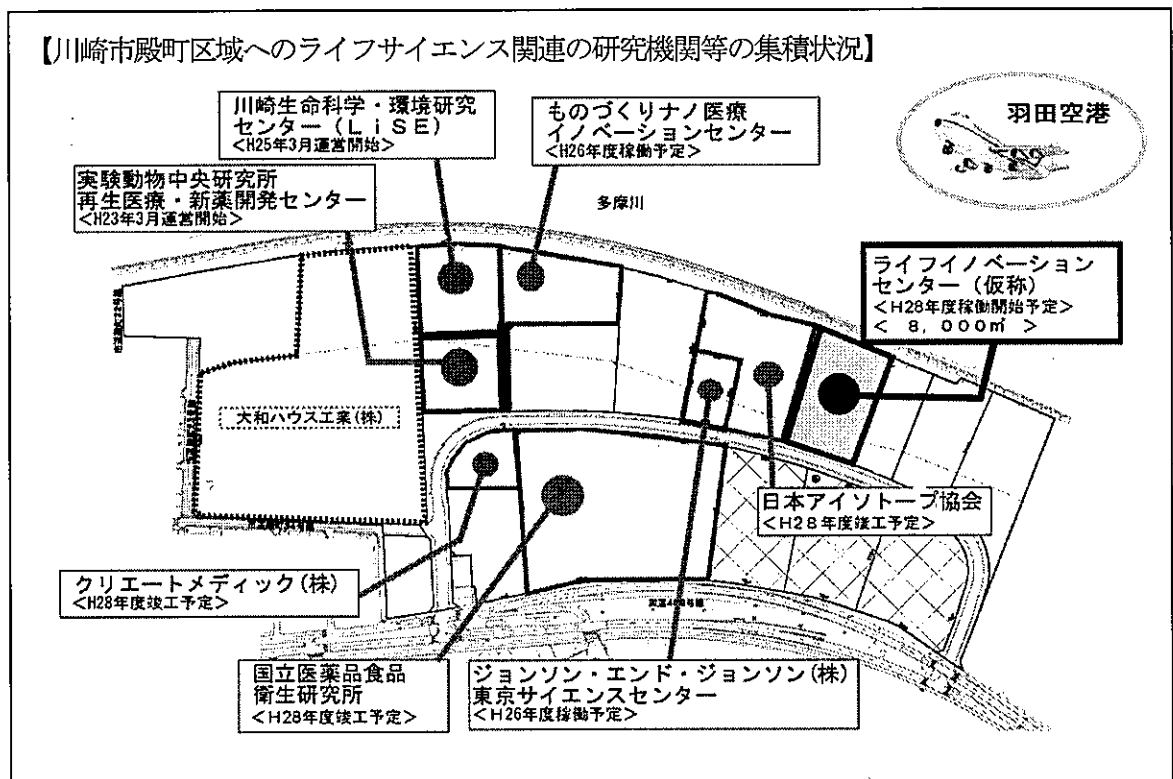 【川崎市殿町区域へのライフサイエンス関連の研究機関等の集積状況】
川崎生命科学・環境研究
センター(LiSE)
<H25年3月運営開始>
ものづくりナノ医療
イノベーションセンター
<H26年度稼働予定>
羽田空港
実験動物中央研究所
再生医療・新薬開発センター
<H23年3月運営開始>
多摩川
ライフイノベーション
センター(仮称)
<H28年度稼働開始予定>
< 8,000㎡ >
大和ハウス工業(株)
日本アイソトープ協会
<H28年度竣工予定>
クリエートメディック(株)
<H28年度竣工予定>
国立医薬品食品
衛生研究所
<H28年度竣工予定>
ジョンソン・エンド・ジョンソン(株)
東京サイエンスセンター
<H26年度稼働予定>